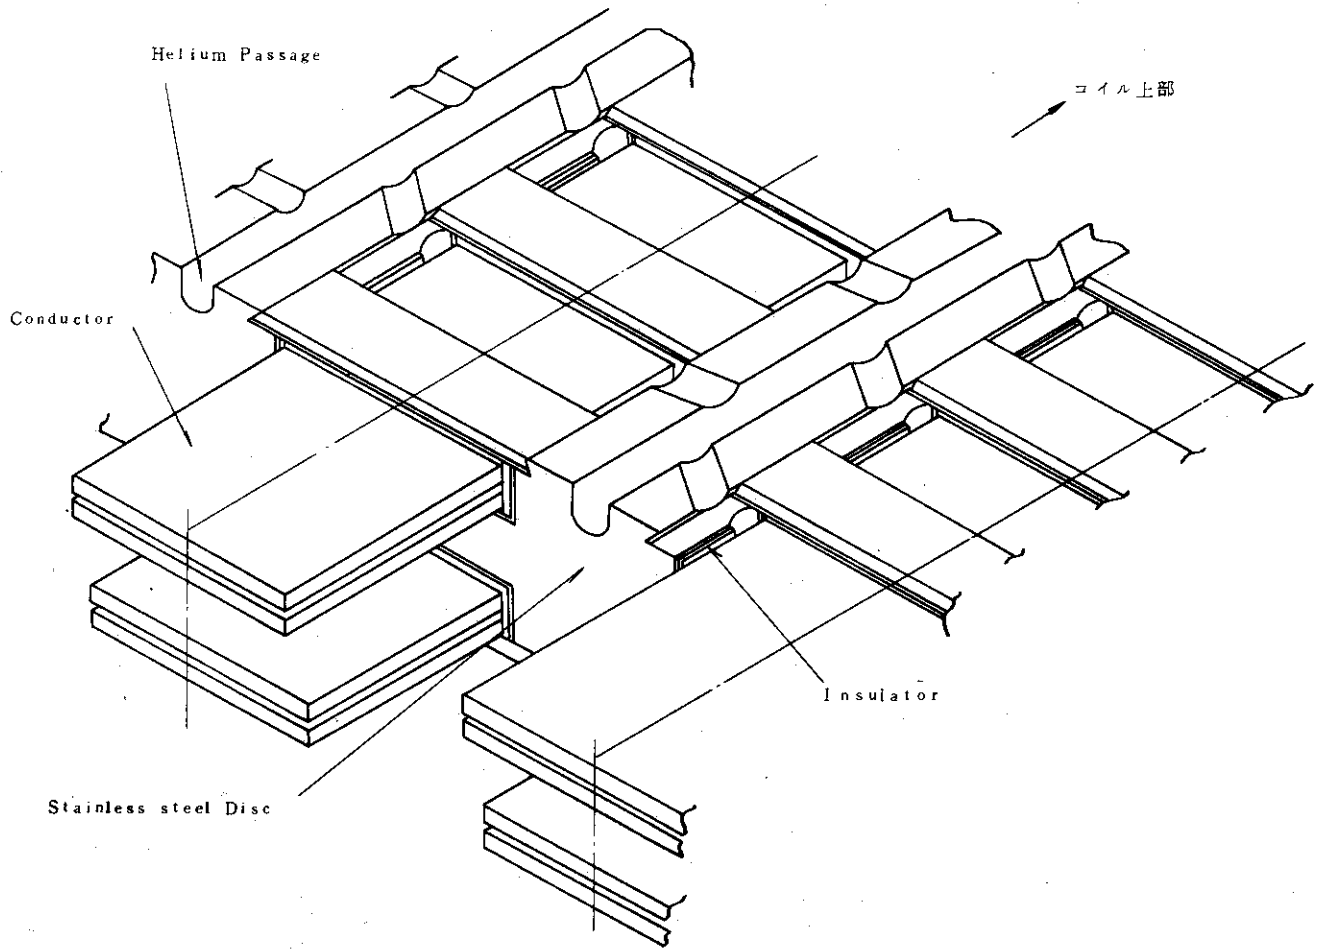 Helium Passage
コイル上部
Conductor
Insulator
Stainless steel Disc